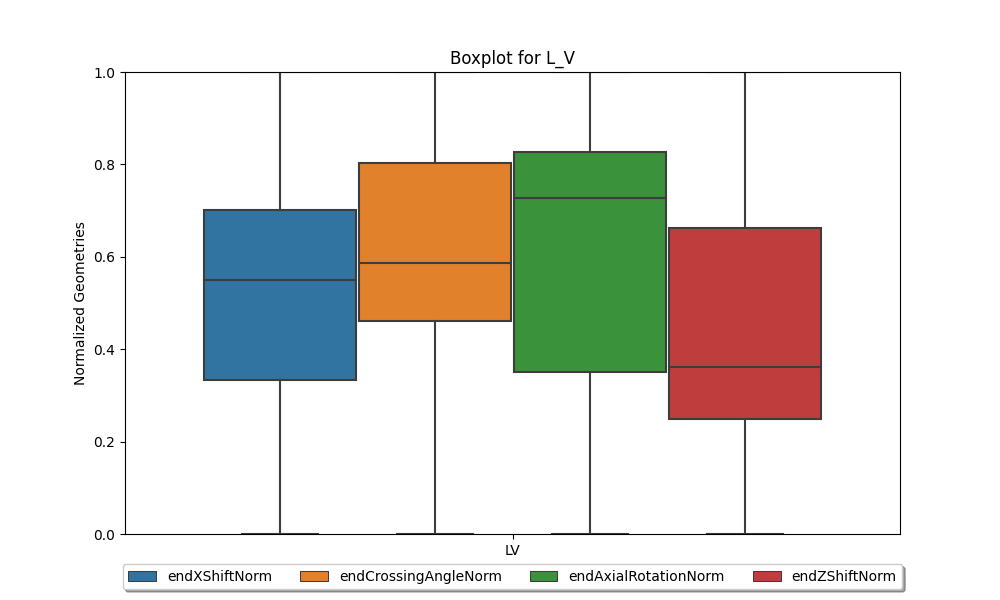 Boxplot for L_V
1.0
0.8
0.6
0.4
0.2
0.0
Normalized Geometries
LV
endXShiftNorm endCrossingAngleNorm endAxialRotationNorm endZShiftNorm